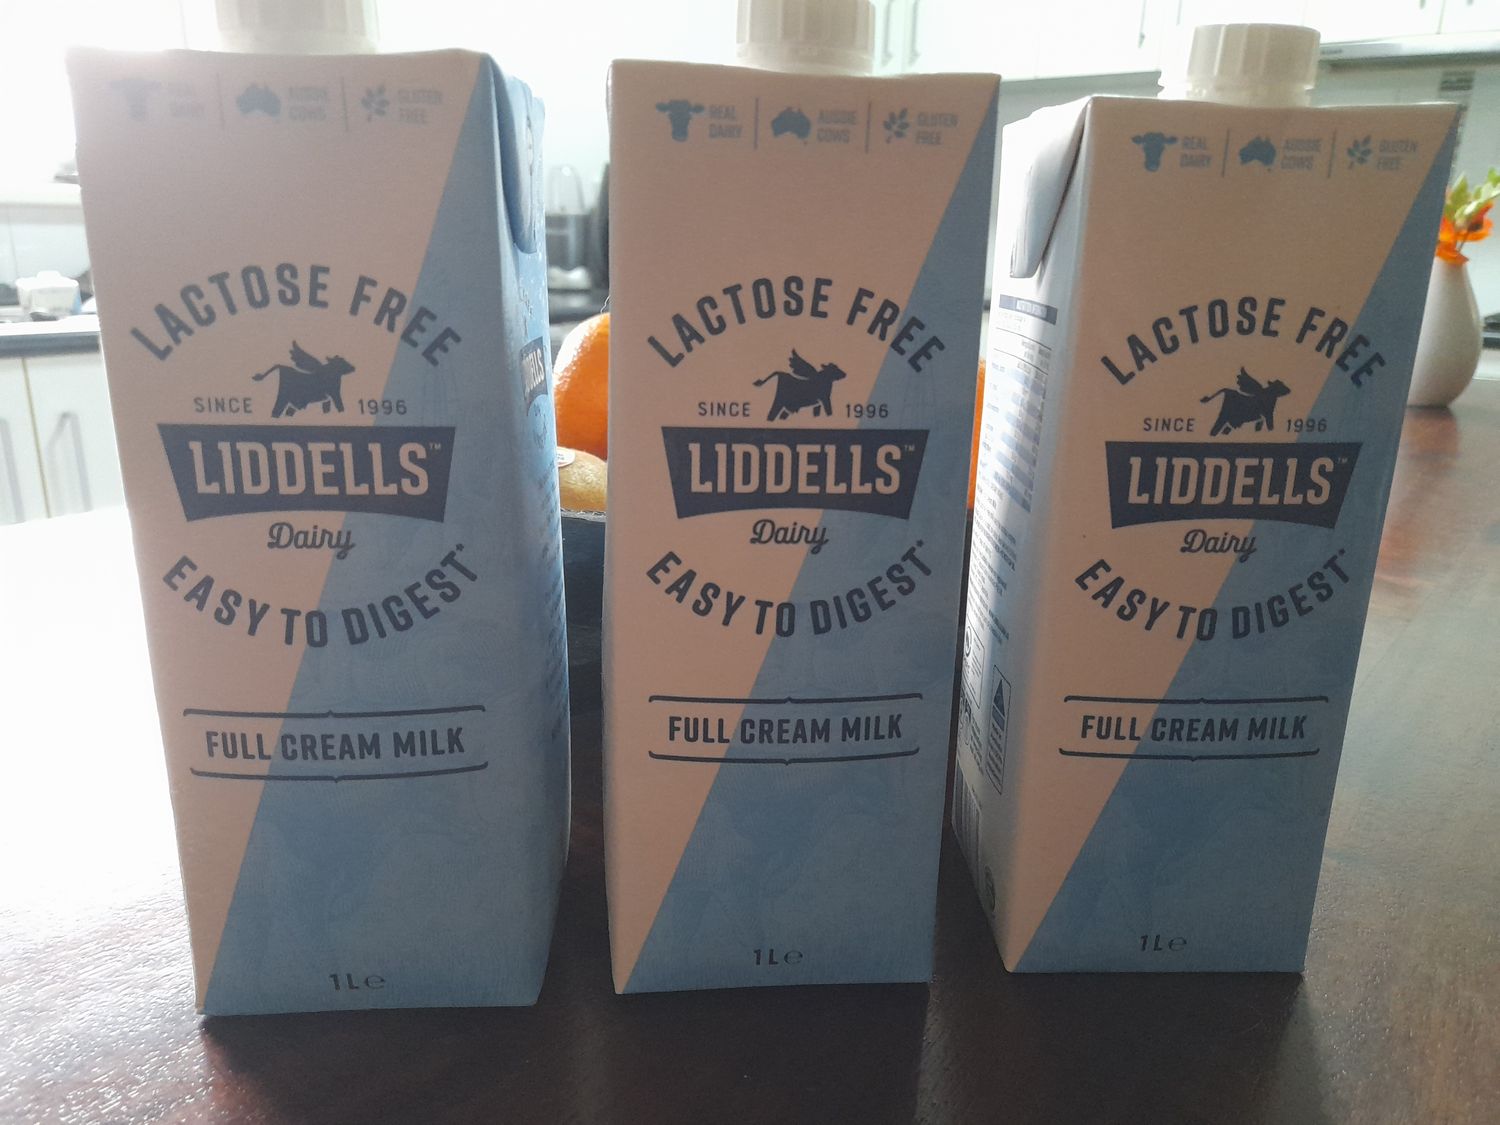 DAIRY
AUSSIE
COWS
GLUTEN
FREE
LACTOSE FREE
SINCE 1996
LIDDELLS™
Dairy
EASY TO DIGEST*
FULL CREAM MILK
1L℮
LIDDELLS
REAL
DAIRY
AUSSIE
COWS
GLUTEN
FREE
LACTOSE FREE
SINCE 1996
LIDDELLS™
Dairy
EASY TO DIGEST*
FULL CREAM MILK
1L℮
REAL
DAIRY
AUSSIE
COWS
GLUTEN
FREE
LACTOSE FREE
SINCE 1996
LIDDELLS™
Dairy
EASY TO DIGEST*
FULL CREAM MILK
1L℮